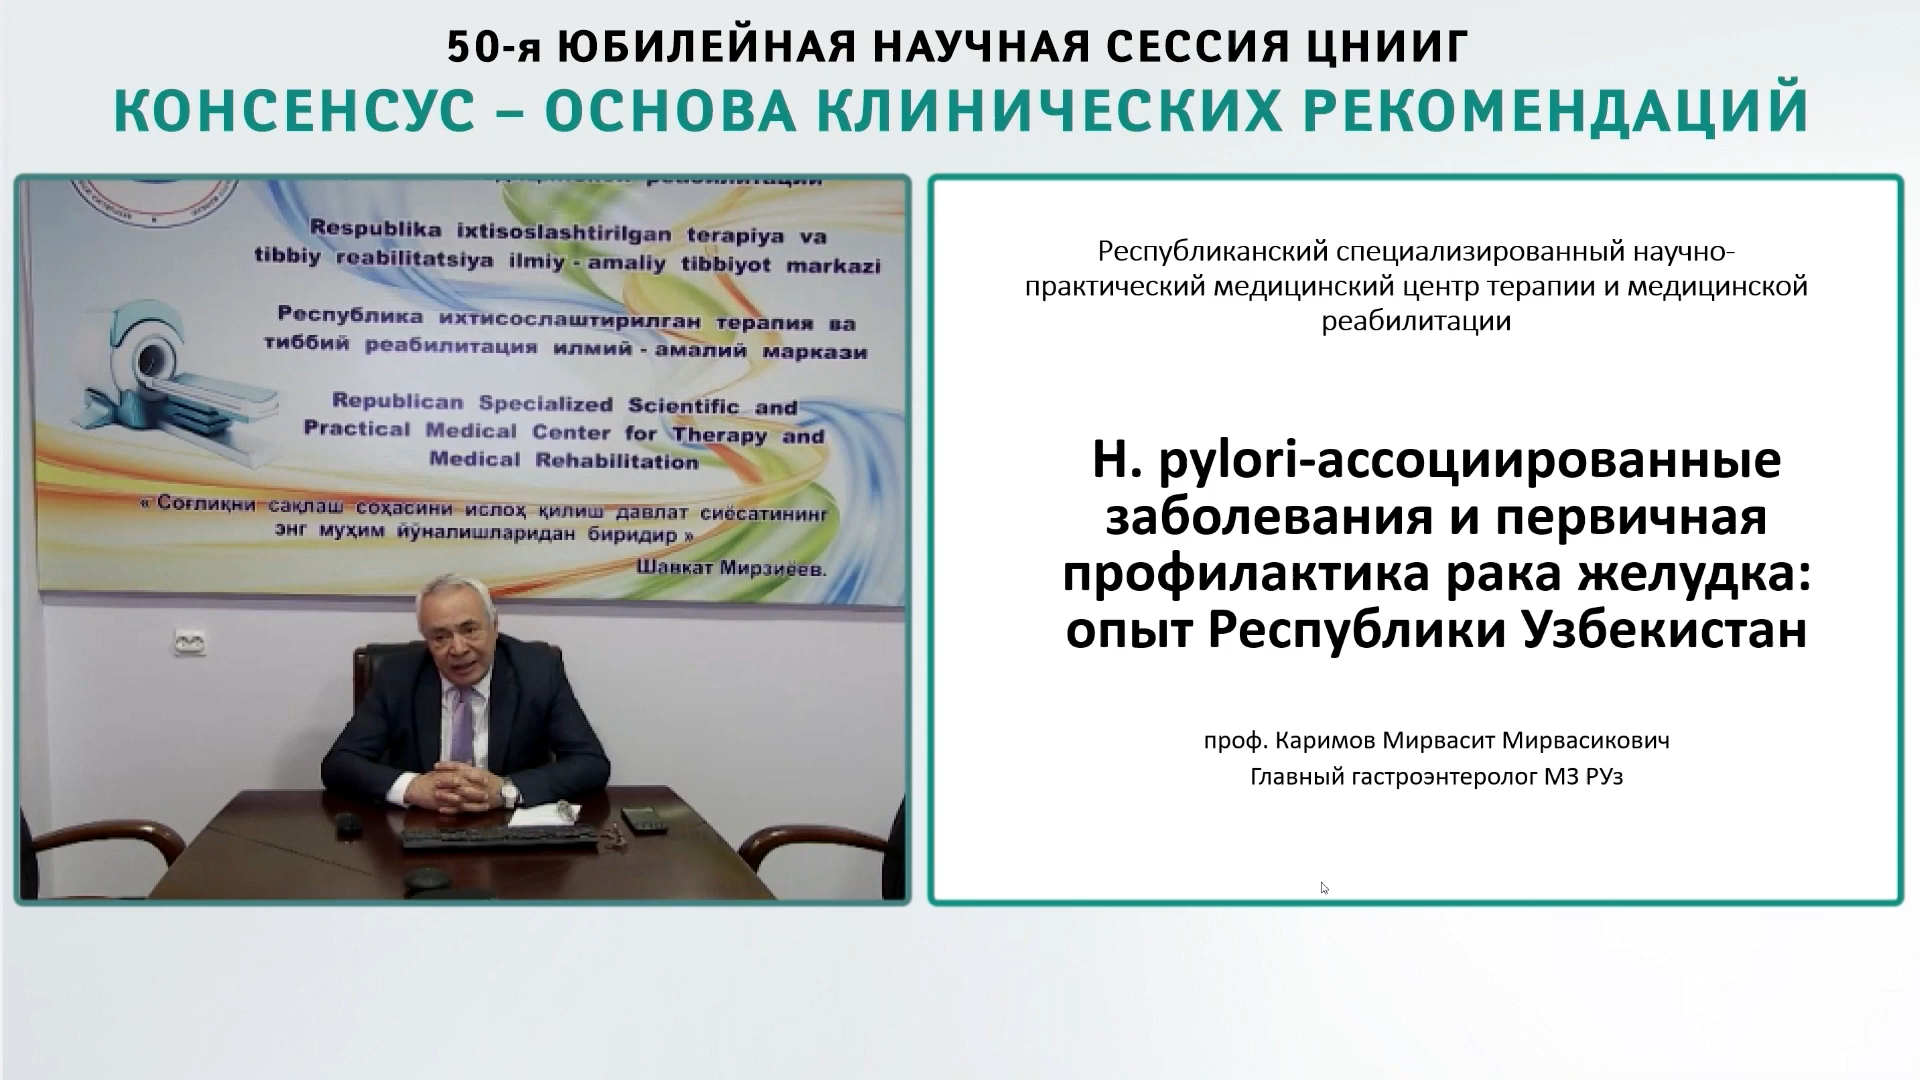 50-я ЮБИЛЕЙНАЯ НАУЧНАЯ СЕССИЯ ЦНИИГ
КОНСЕНСУС – ОСНОВА КЛИНИЧЕСКИХ РЕКОМЕНДАЦИЙ
реабилитации
Respublika ixtisoslashtirilgan terapiya va
tibbiy reabilitatsiya ilmiy - amaliy tibbiyot markazi
Республика ихтисослаштирилган терапия ва
тиббий реабилитация илмий - амалий маркази
Republican Specialized Scientific and
Practical Medical Center for Therapy and
Medical Rehabilitation
« Соғлиқни сақлаш соҳасини ислоҳ қилиш давлат сиёсатининг
энг муҳим йўналишларидан биридир »
Шавкат Мирзиёев.
Республиканский специализированный научно-
практический медицинский центр терапии и медицинской
реабилитации
H. pylori-ассоциированные
заболевания и первичная
профилактика рака желудка:
опыт Республики Узбекистан
проф. Каримов Мирвасит Мирвасикович
Главный гастроэнтеролог МЗ РУз